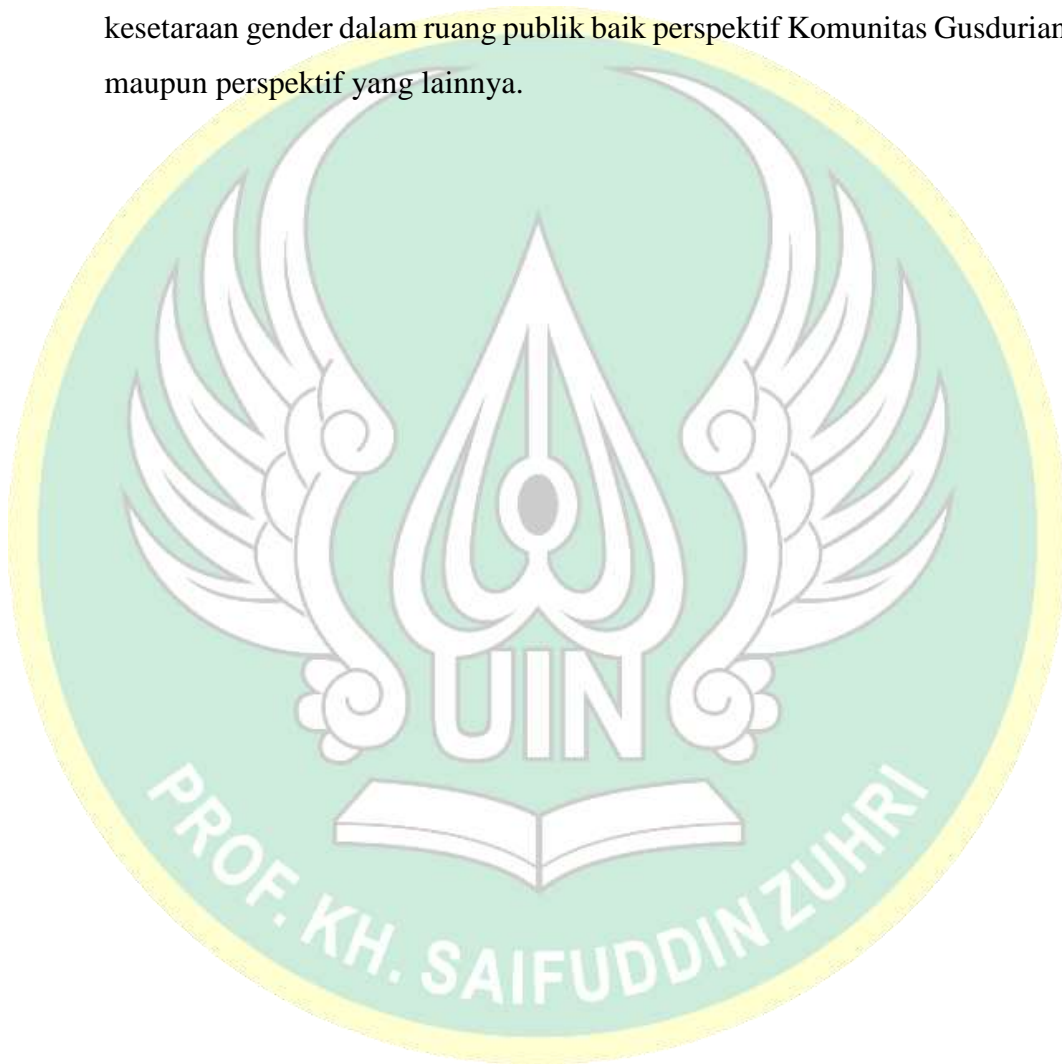 kesetaraan gender dalam ruang publik baik perspektif Komunitas Gusdurian
maupun perspektif yang lainnya.
UIN
PROF. KH. SAIFUDDIN ZUHRI